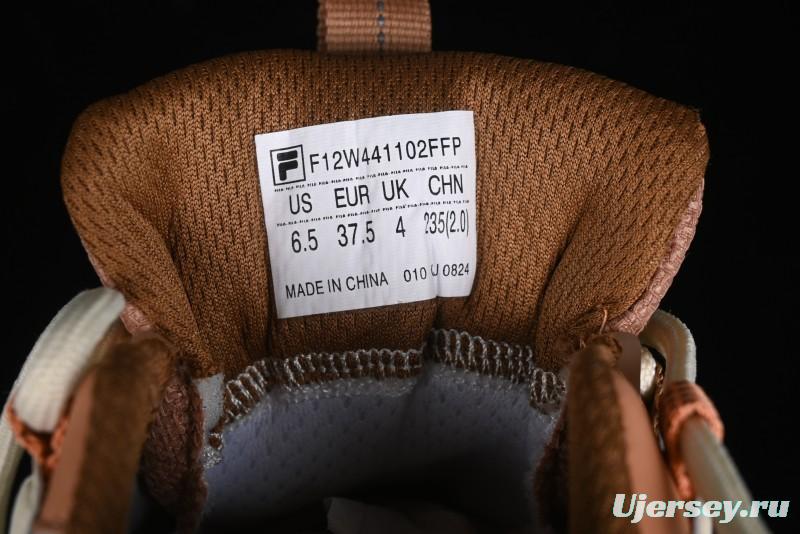 F12W441102FFP
US EUR UK CHN
6.5 37.5 4 235(2.0)
MADE IN CHINA 010 U 0824
Ujersey.ru